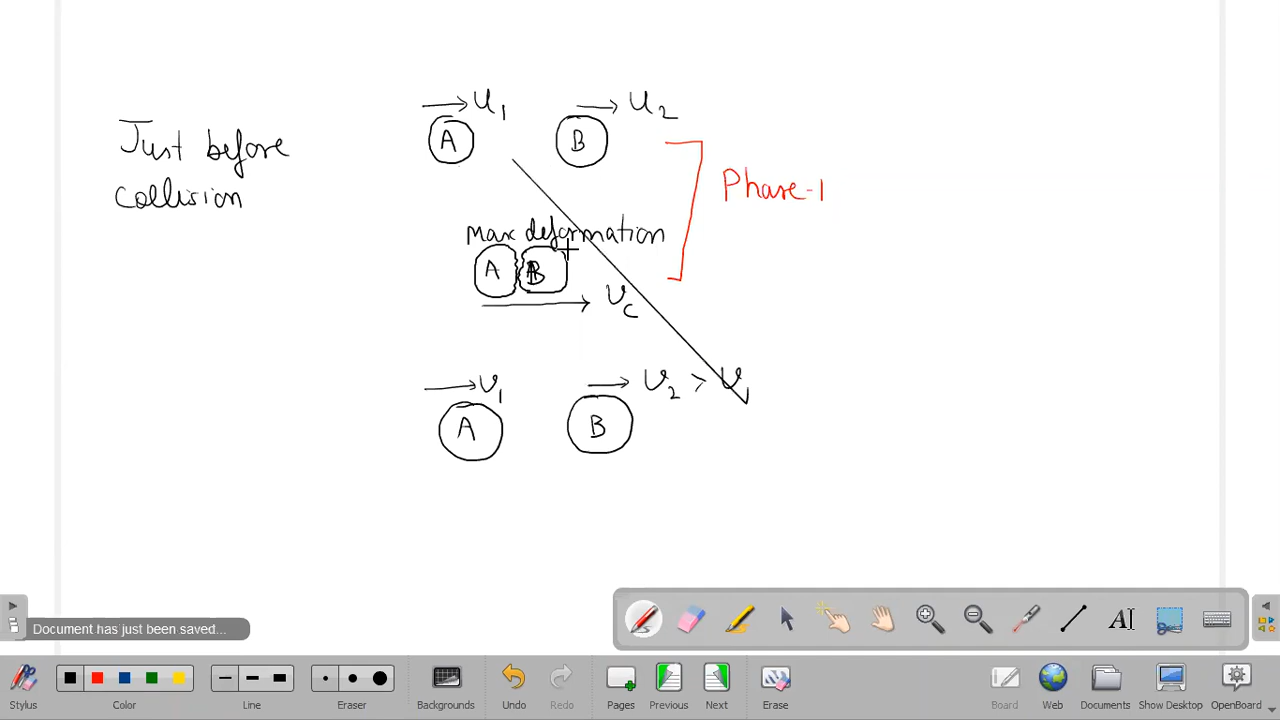 u1 u2
A B
Just before
collision
Phase-1
Max deformation
A B
vc
v1 v2 > v1
A B
Document has just been saved...
Stylus Color Line Eraser Backgrounds Undo Redo Pages Previous Next Erase Board Web Documents Show Desktop OpenBoard